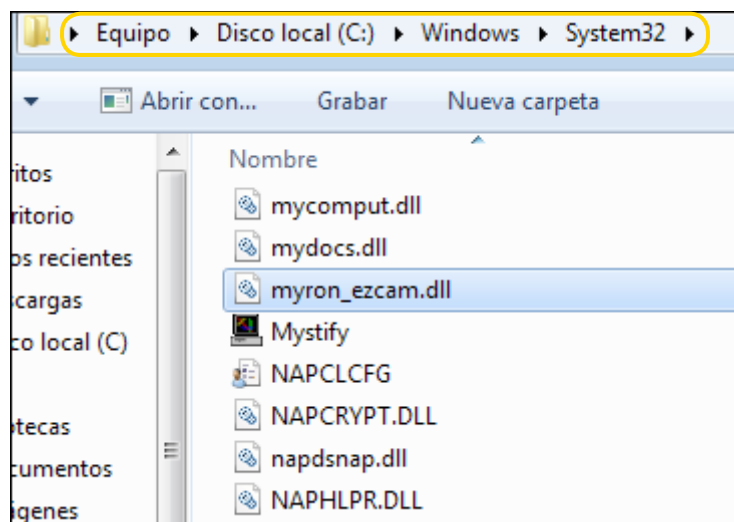 Equipo ▸ Disco local (C:) ▸ Windows ▸ System32 ▸
Abrir con... Grabar Nueva carpeta
Nombre
ritos
ritorio
os recientes
scargas
co local (C)
otecas
cumentos
ágenes
mycomput.dll
mydocs.dll
myron_ezcam.dll
Mystify
NAPCLCFG
NAPCRYPT.DLL
napdsnap.dll
NAPHLPR.DLL